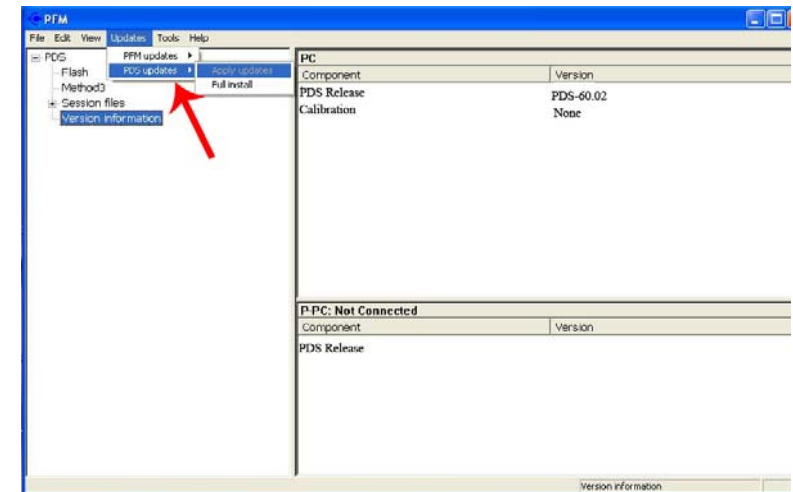 PFM
File Edit View Updates Tools Help
PDS
Flash
Method3
Session files
Version information
PFM updates
PDS updates
Apply updates
Full install
PC
Component Version
PDS Release PDS-60.02
Calibration None
P-PC: Not Connected
Component Version
PDS Release
Version information